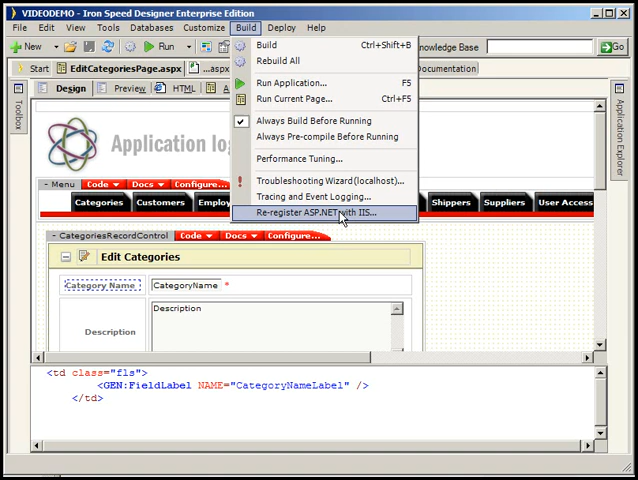 VIDEODEMO - Iron Speed Designer Enterprise Edition
File Edit View Tools Databases Customize Build Deploy Help
New Run nowledge Base Go
Start EditCategoriesPage.aspx ...aspx ocumentation
Design Preview HTML A
Toolbox
Application Explorer
Build Ctrl+Shift+B
Rebuild All
Run Application... F5
Run Current Page... Ctrl+F5
Always Build Before Running
Always Pre-compile Before Running
Performance Tuning...
Troubleshooting Wizard(localhost)...
Tracing and Event Logging...
Re-register ASP.NET with IIS...
Application log
Menu Code Docs Configure...
Categories Customers Employ Shippers Suppliers User Access
CategoriesRecordControl Code Docs Configure...
Edit Categories
Category Name CategoryName *
Description Description
<td class="fls">
<GEN:FieldLabel NAME="CategoryNameLabel" />
</td>